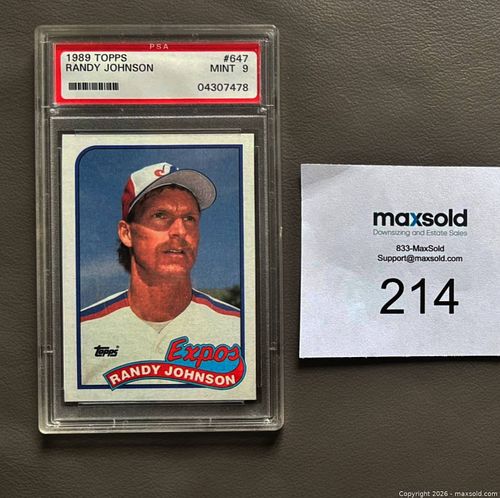 PSA
1989 TOPPS #647
RANDY JOHNSON MINT 9
04307478
TOPPS
Expos
RANDY JOHNSON
maxsold
Downsizing and Estate Sales
833-MaxSold
Support@maxsold.com
214
Copyright 2026 - maxsold.com